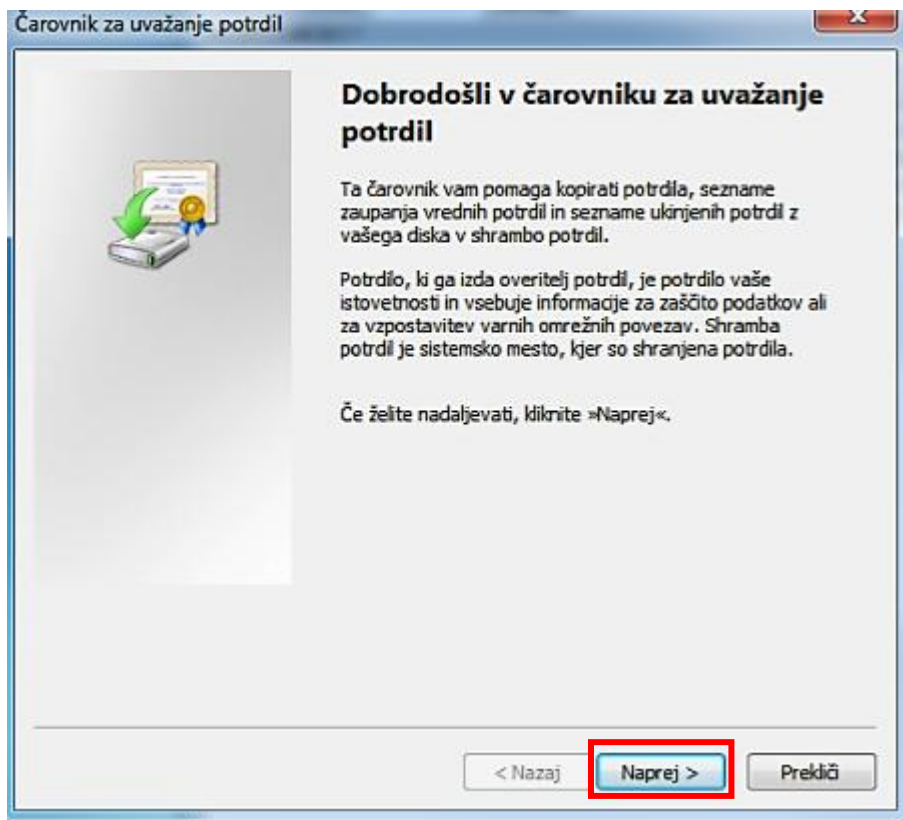 Čarovnik za uvažanje potrdil
Dobrodošli v čarovniku za uvažanje
potrdil
Ta čarovnik vam pomaga kopirati potrdila, sezname
zaupanja vrednih potrdil in sezname ukinjenih potrdil z
vašega diska v shrambo potrdil.
Potrdilo, ki ga izda overitelj potrdil, je potrdilo vaše
istovetnosti in vsebuje informacije za zaščito podatkov ali
za vzpostavitev varnih omrežnih povezav. Shramba
potrdil je sistemsko mesto, kjer so shranjena potrdila.
Če želite nadaljevati, kliknite »Naprej«.
< Nazaj
Naprej >
Prekliči